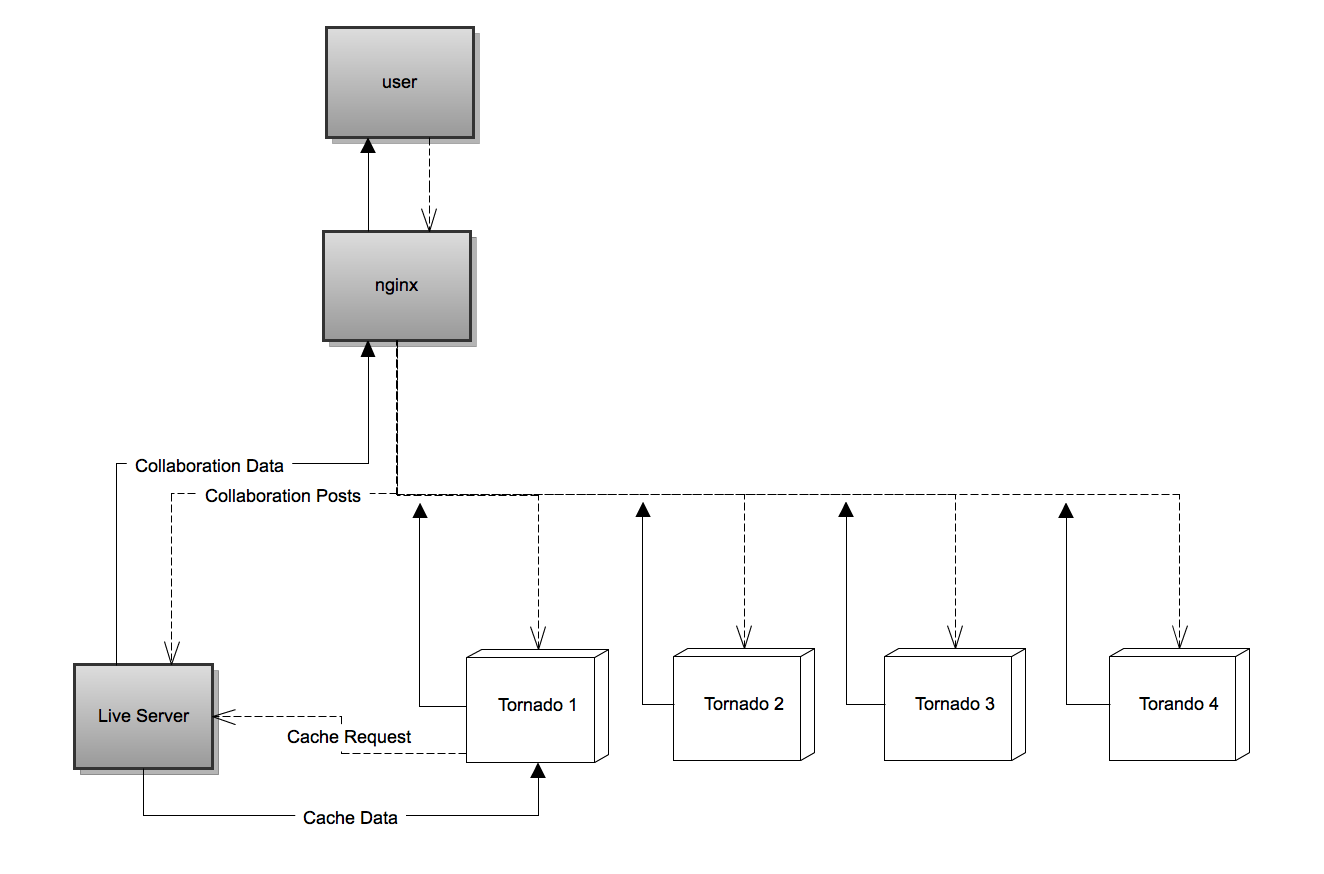 user
nginx
Collaboration Data
Collaboration Posts
Tornado 1
Tornado 2
Tornado 3
Torando 4
Live Server
Cache Request
Cache Data